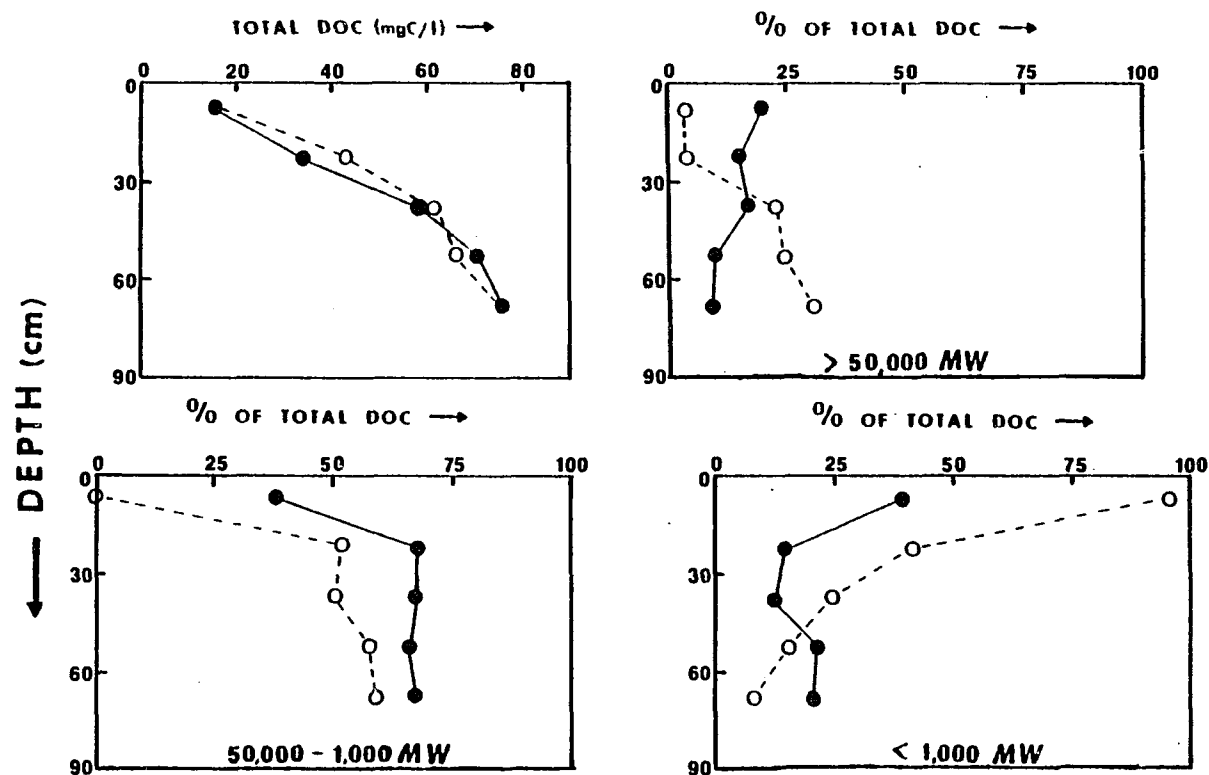 TOTAL DOC (mgC/l) →
0 20 40 60 80
0
30
60
90
% OF TOTAL DOC →
0 25 50 75 100
0
30
60
90
> 50,000 MW
← DEPTH (cm)
% OF TOTAL DOC →
0 25 50 75 100
0
30
60
90
50,000 - 1,000 MW
% OF TOTAL DOC →
0 25 50 75 100
0
30
60
90
< 1,000 MW